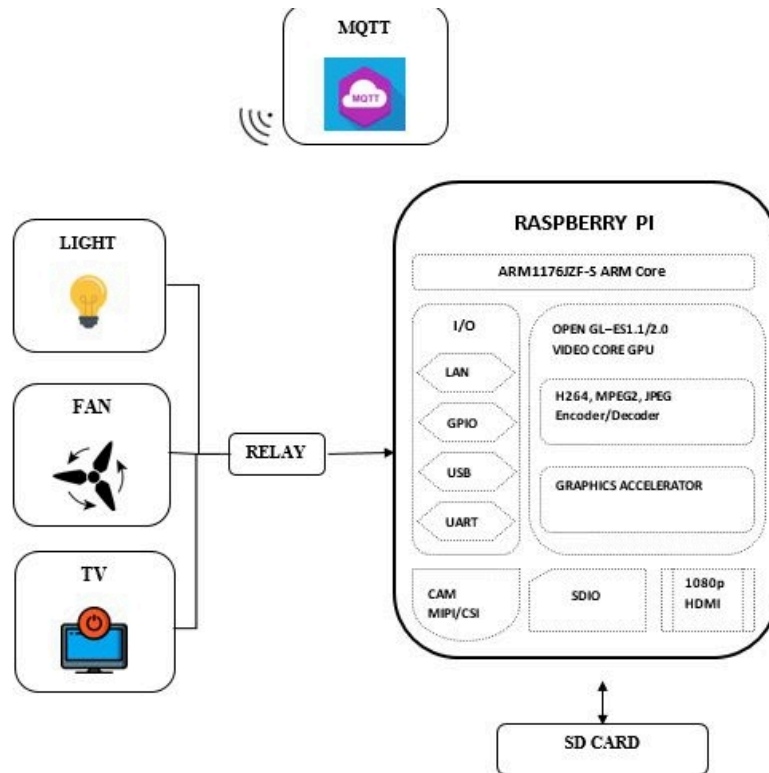 MQTT
MQTT
LIGHT
FAN
TV
RELAY
RASPBERRY PI
ARM1176JZF-S ARM Core
I/O
LAN
GPIO
USB
UART
OPEN GL–ES1.1/2.0
VIDEO CORE GPU
H264, MPEG2, JPEG
Encoder/Decoder
GRAPHICS ACCELERATOR
CAM
MIPI/CSI
SDIO
1080p
HDMI
SD CARD